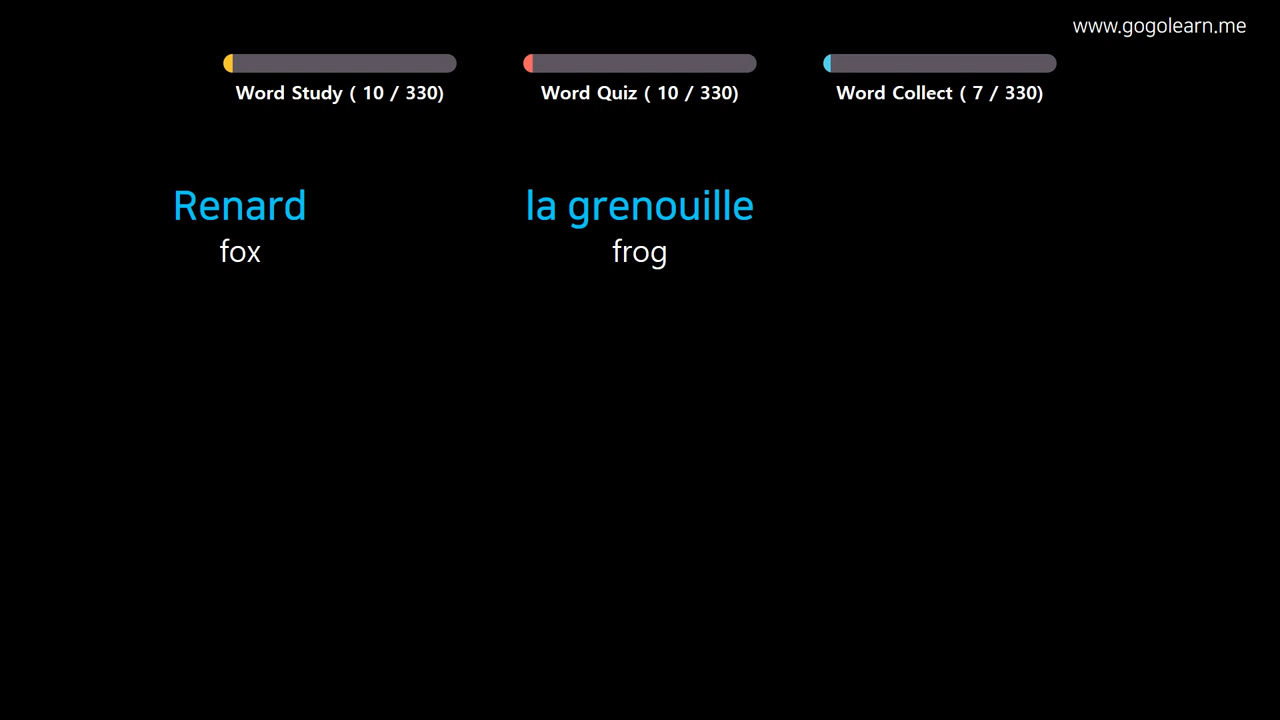 www.gogolearn.me
Word Study ( 10 / 330)
Word Quiz ( 10 / 330)
Word Collect ( 7 / 330)
Renard
fox
la grenouille
frog